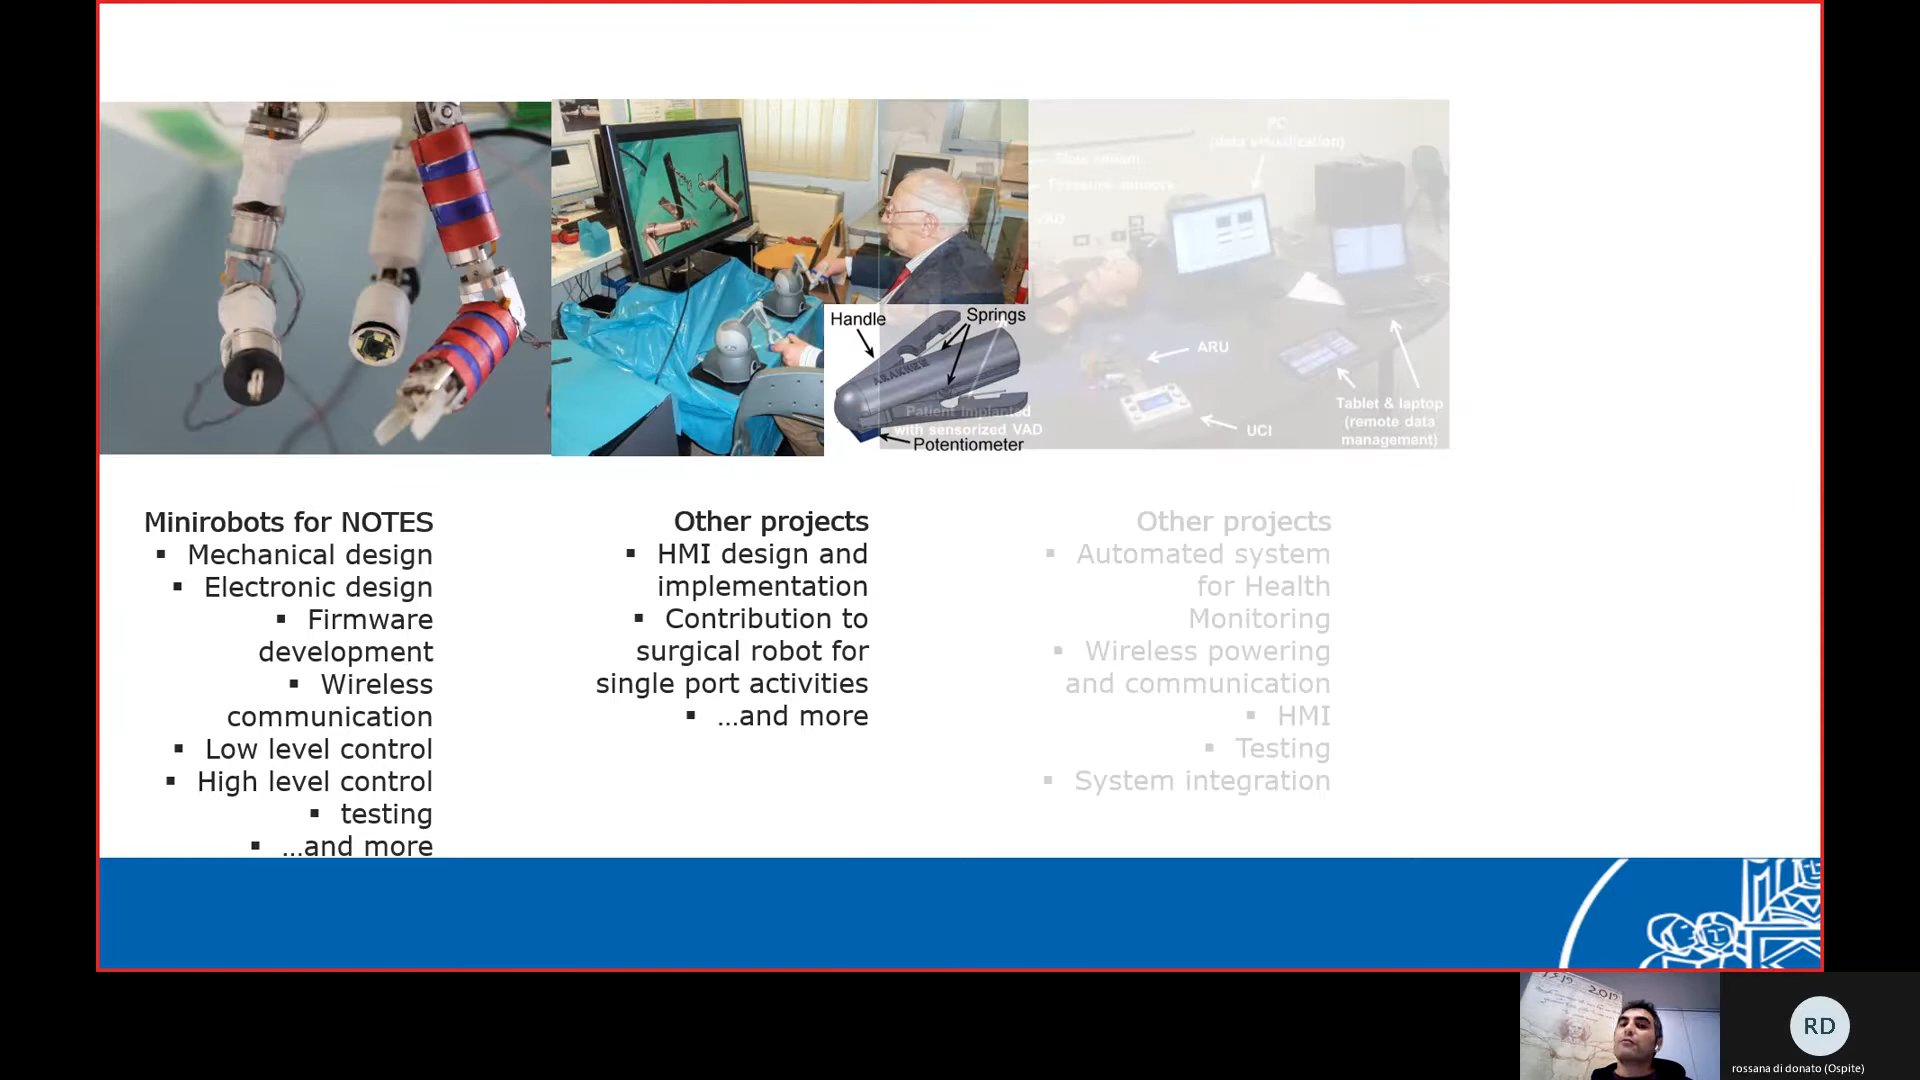 PC
(data visualization)
Pressure sensors
VAD
Handle
Springs
ARAKNES
ARU
Patient implanted
with sensorized VAD
Potentiometer
UCI
Tablet & laptop
(remote data
management)
Minirobots for NOTES
▪ Mechanical design
▪ Electronic design
▪ Firmware
development
▪ Wireless
communication
▪ Low level control
▪ High level control
▪ testing
▪ ...and more
Other projects
▪ HMI design and
implementation
▪ Contribution to
surgical robot for
single port activities
▪ ...and more
Other projects
▪ Automated system
for Health
Monitoring
▪ Wireless powering
and communication
▪ HMI
▪ Testing
▪ System integration
2019
RD
rossana di donato (Ospite)